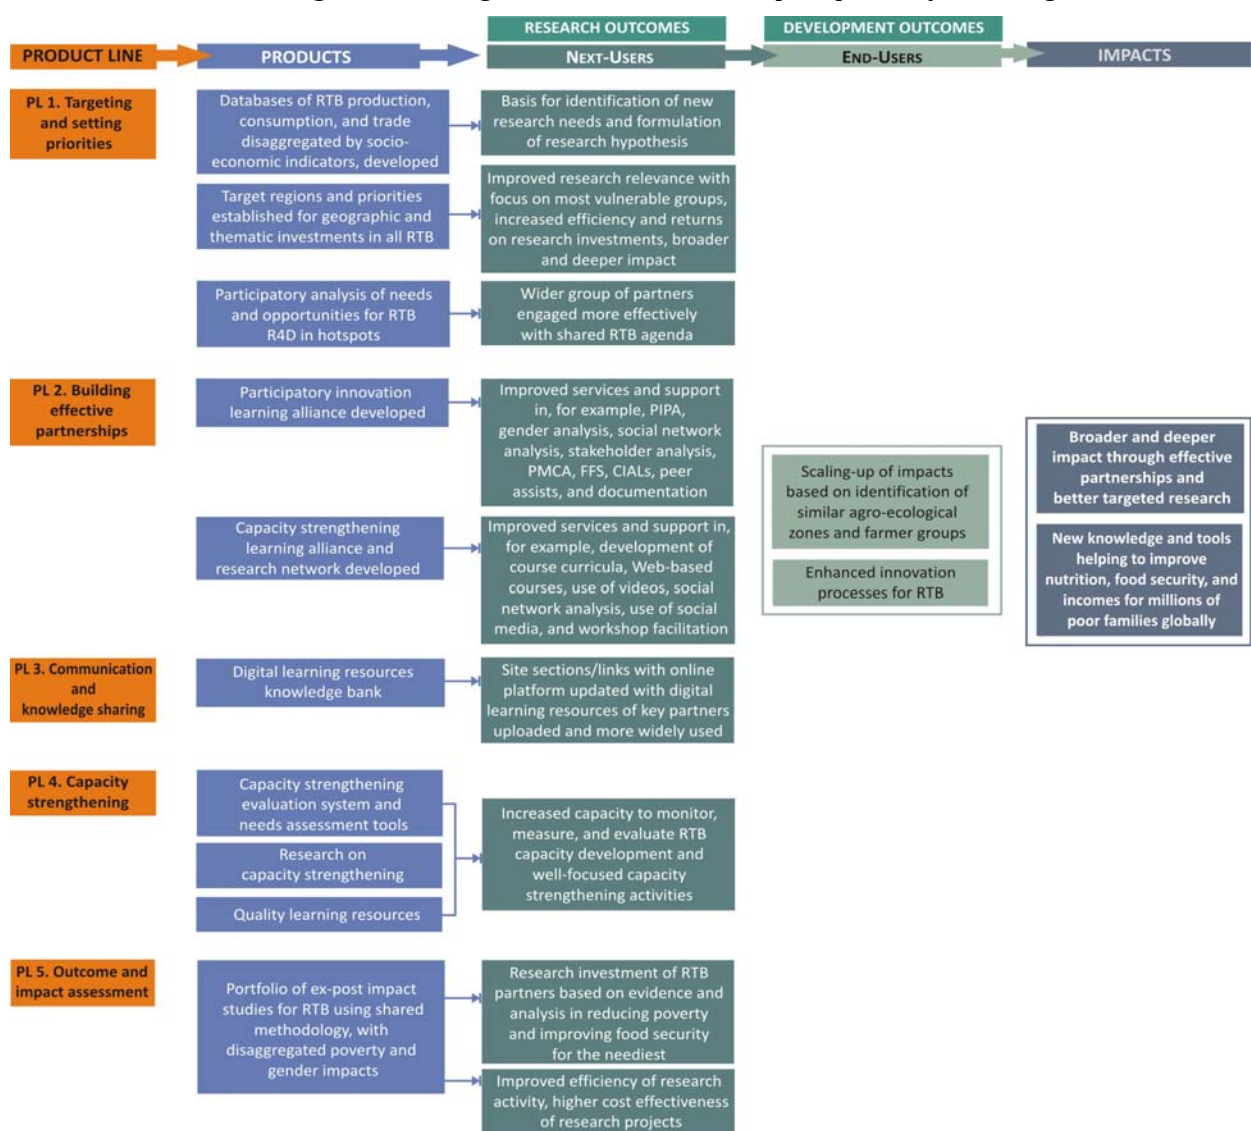 RESEARCH OUTCOMES
DEVELOPMENT OUTCOMES
PRODUCT LINE
PRODUCTS
NEXT-USERS
END-USERS
IMPACTS
PL 1. Targeting
and setting
priorities
Databases of RTB production,
consumption, and trade
disaggregated by socio-
economic indicators, developed
Basis for identification of new
research needs and formulation
of research hypothesis
Target regions and priorities
established for geographic and
thematic investments in all RTB
Improved research relevance with
focus on most vulnerable groups,
increased efficiency and returns
on research investments, broader
and deeper impact
Participatory analysis of needs
and opportunities for RTB
R4D in hotspots
Wider group of partners
engaged more effectively
with shared RTB agenda
PL 2. Building
effective
partnerships
Participatory innovation
learning alliance developed
Improved services and support
in, for example, PIPA,
gender analysis, social network
analysis, stakeholder analysis,
PMCA, FFS, CIALs, peer
assists, and documentation
Capacity strengthening
learning alliance and
research network developed
Improved services and support in,
for example, development of
course curricula, Web-based
courses, use of videos, social
network analysis, use of social
media, and workshop facilitation
Scaling-up of impacts
based on identification of
similar agro-ecological
zones and farmer groups
Enhanced innovation
processes for RTB
Broader and deeper
impact through effective
partnerships and
better targeted research
New knowledge and tools
helping to improve
nutrition, food security, and
incomes for millions of
poor families globally
PL 3. Communication
and
knowledge sharing
Digital learning resources
knowledge bank
Site sections/links with online
platform updated with digital
learning resources of key partners
uploaded and more widely used
PL 4. Capacity
strengthening
Capacity strengthening
evaluation system and
needs assessment tools
Research on
capacity strengthening
Quality learning resources
Increased capacity to monitor,
measure, and evaluate RTB
capacity development and
well-focused capacity
strengthening activities
PL 5. Outcome and
impact assessment
Portfolio of ex-post impact
studies for RTB using shared
methodology, with
disaggregated poverty and
gender impacts
Research investment of RTB
partners based on evidence and
analysis in reducing poverty
and improving food security
for the neediest
Improved efficiency of research
activity, higher cost effectiveness
of research projects